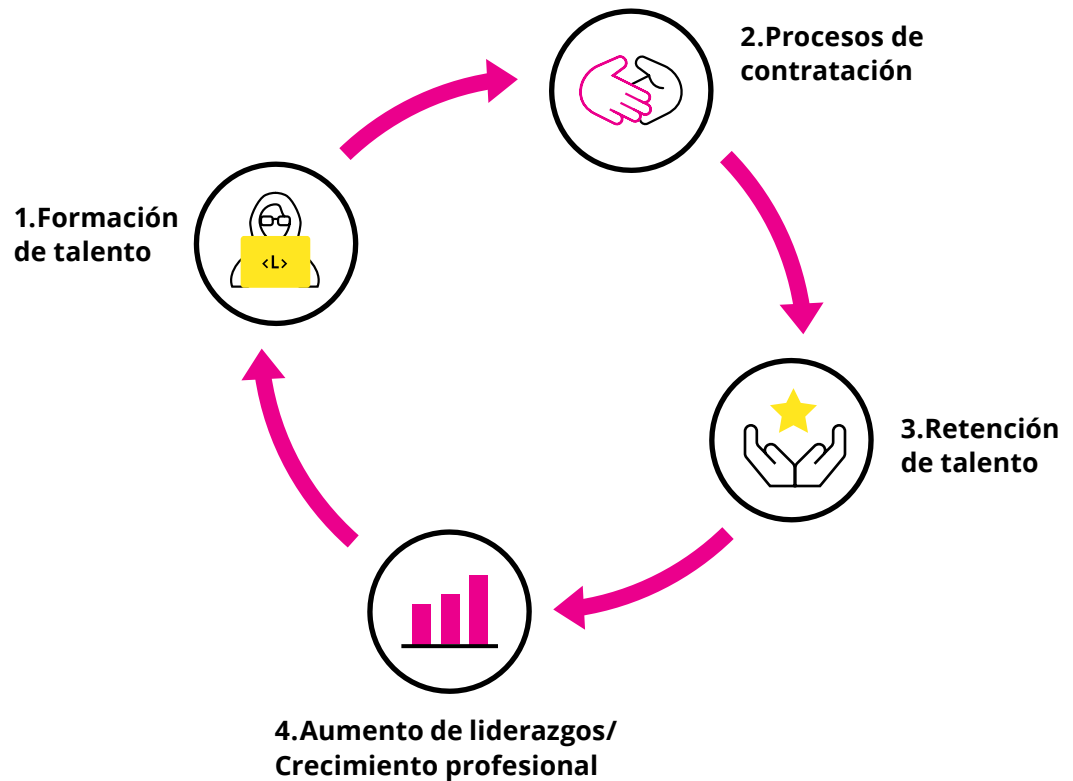 1.Formación
de talento
<L>
2.Procesos de
contratación
3.Retención
de talento
4.Aumento de liderazgos/
Crecimiento profesional